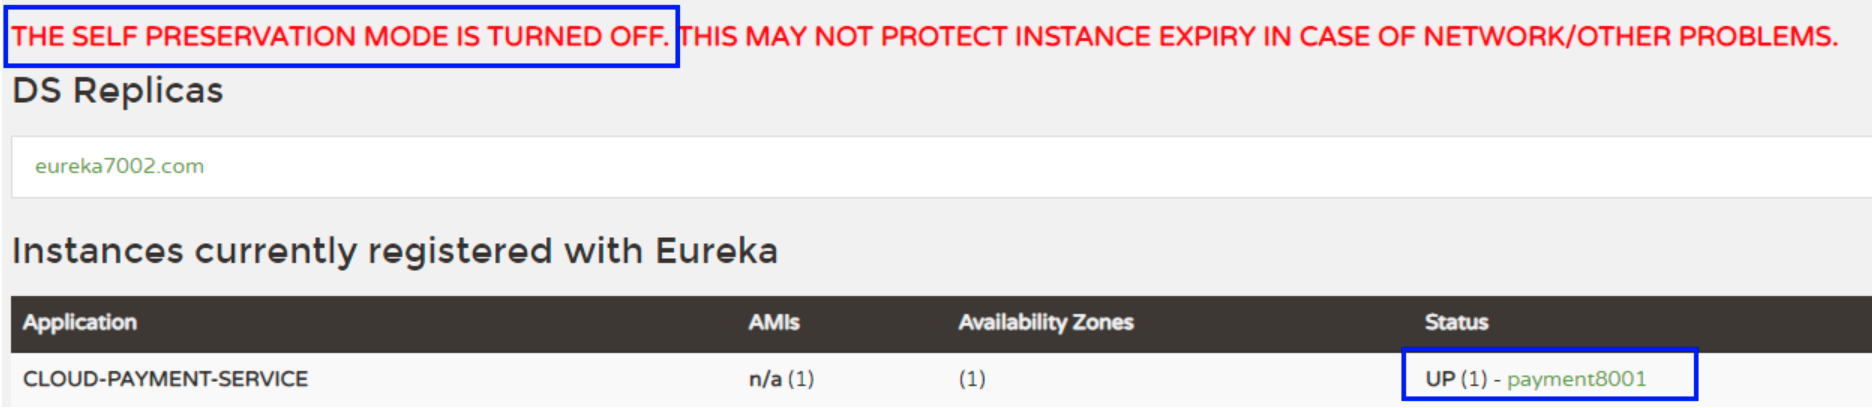 THE SELF PRESERVATION MODE IS TURNED OFF. THIS MAY NOT PROTECT INSTANCE EXPIRY IN CASE OF NETWORK/OTHER PROBLEMS.
DS Replicas
eureka7002.com
Instances currently registered with Eureka
Application AMIs Availability Zones Status
CLOUD-PAYMENT-SERVICE n/a (1) (1) UP (1) - payment8001